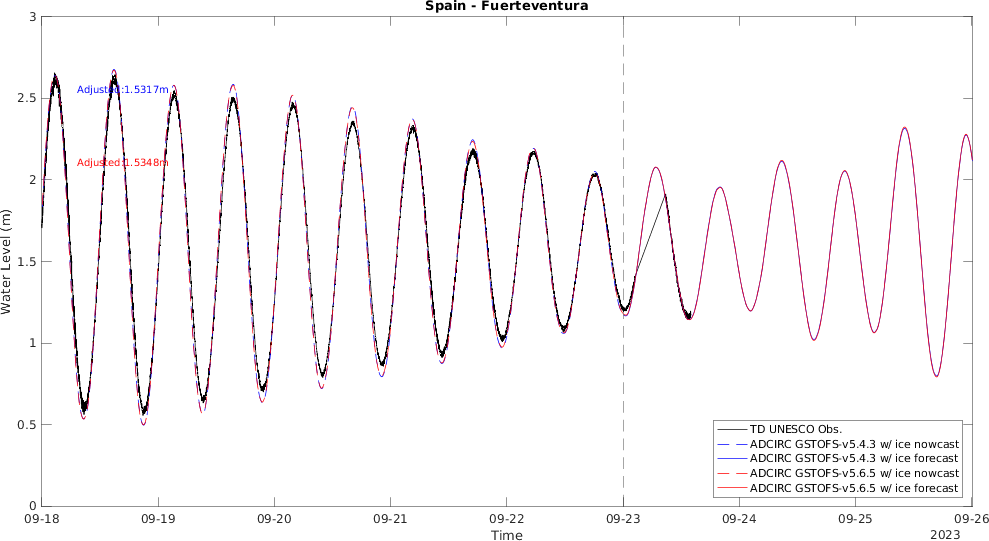 Spain - Fuerteventura
3
2.5
2
1.5
1
0.5
0
Water Level (m)
Adjusted:1.5317m
Adjusted:1.5348m
TD UNESCO Obs.
ADCIRC GSTOFS-v5.4.3 w/ ice nowcast
ADCIRC GSTOFS-v5.4.3 w/ ice forecast
ADCIRC GSTOFS-v5.6.5 w/ ice nowcast
ADCIRC GSTOFS-v5.6.5 w/ ice forecast
09-18 09-19 09-20 09-21 09-22 09-23 09-24 09-25 09-26
Time
2023